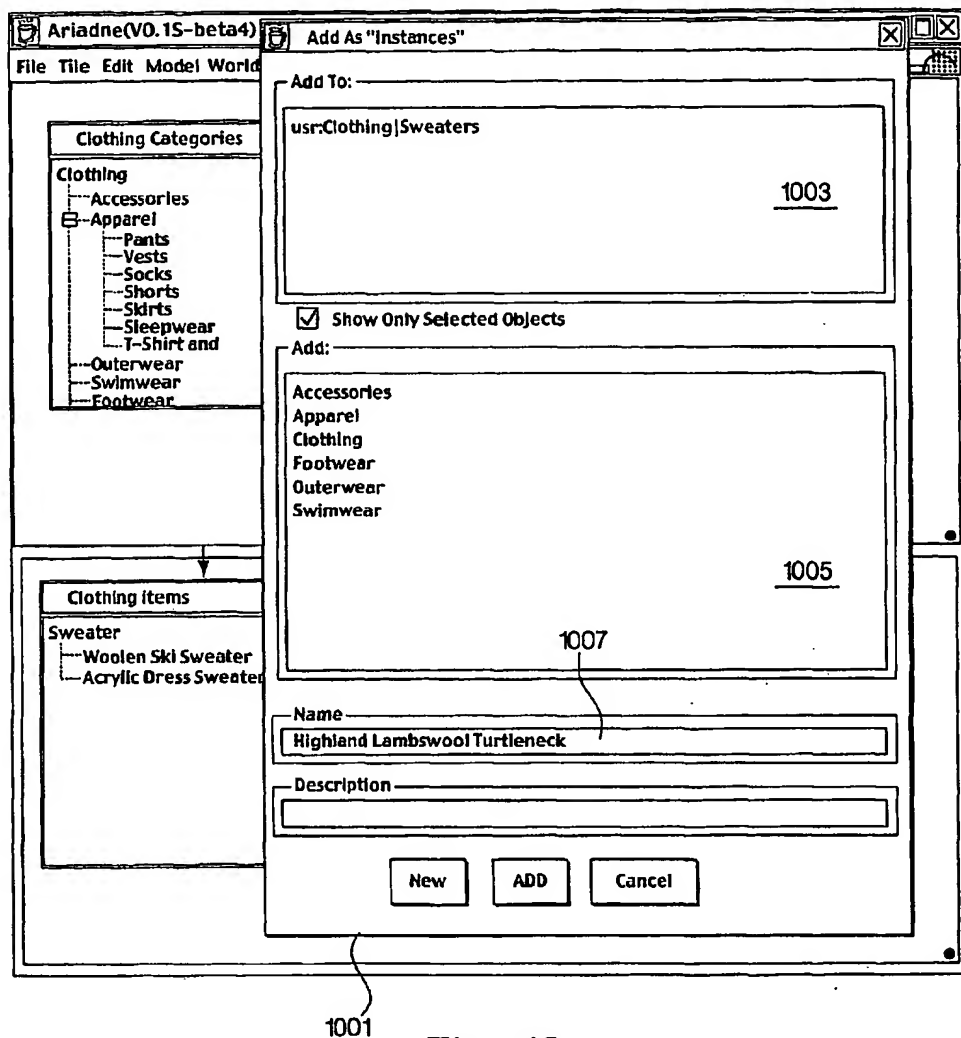 Ariadne(V0.1S-beta4)
File Tile Edit Model World
Clothing Categories
Clothing
Accessories
Apparel
Pants
Vests
Socks
Shorts
Skirts
Sleepwear
T-Shirt and
Outerwear
Swimwear
Footwear
Clothing Items
Sweater
Woolen Ski Sweater
Acrylic Dress Sweater
Add As "Instances"
Add To:
usr:Clothing|Sweaters
1003
Show Only Selected Objects
Add:
Accessories
Apparel
Clothing
Footwear
Outerwear
Swimwear
1005
1007
Name
Highland Lambswool Turtleneck
Description
New ADD Cancel
1001